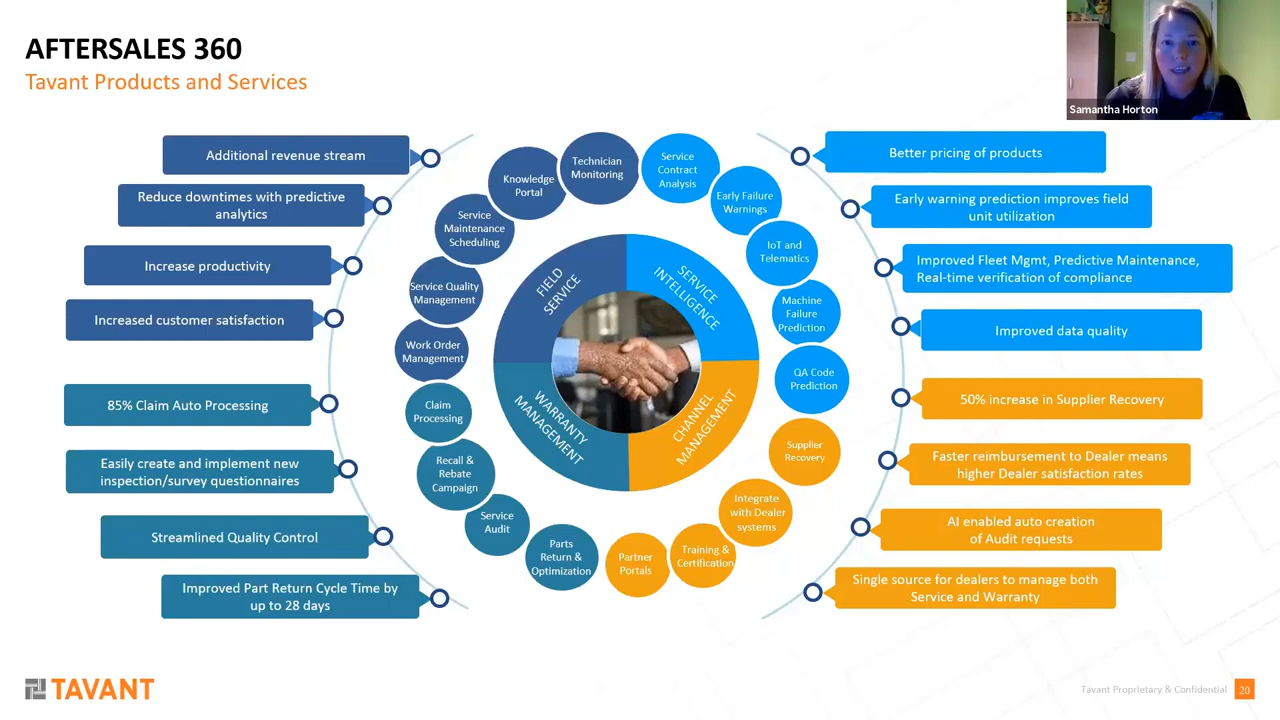 AFTERSALES 360
Tavant Products and Services
Samantha Horton
Additional revenue stream
Reduce downtimes with predictive
analytics
Increase productivity
Increased customer satisfaction
85% Claim Auto Processing
Easily create and implement new
inspection/survey questionnaires
Streamlined Quality Control
Improved Part Return Cycle Time by
up to 28 days
Technician
Monitoring
Knowledge
Portal
Service
Maintenance
Scheduling
Service Quality
Management
Work Order
Management
Claim
Processing
Recall &
Rebate
Campaign
Service
Audit
Parts
Return &
Optimization
FIELD
SERVICE
SERVICE
INTELLIGENCE
WARRANTY
MANAGEMENT
CHANNEL
MANAGEMENT
Service
Contract
Analysis
Early Failure
Warnings
IoT and
Telematics
Machine
Failure
Prediction
QA Code
Prediction
Supplier
Recovery
Integrate
with Dealer
systems
Training &
Certification
Partner
Portals
Better pricing of products
Early warning prediction improves field
unit utilization
Improved Fleet Mgmt, Predictive Maintenance,
Real-time verification of compliance
Improved data quality
50% increase in Supplier Recovery
Faster reimbursement to Dealer means
higher Dealer satisfaction rates
AI enabled auto creation
of Audit requests
Single source for dealers to manage both
Service and Warranty
TAVANT
Tavant Proprietary & Confidential
20